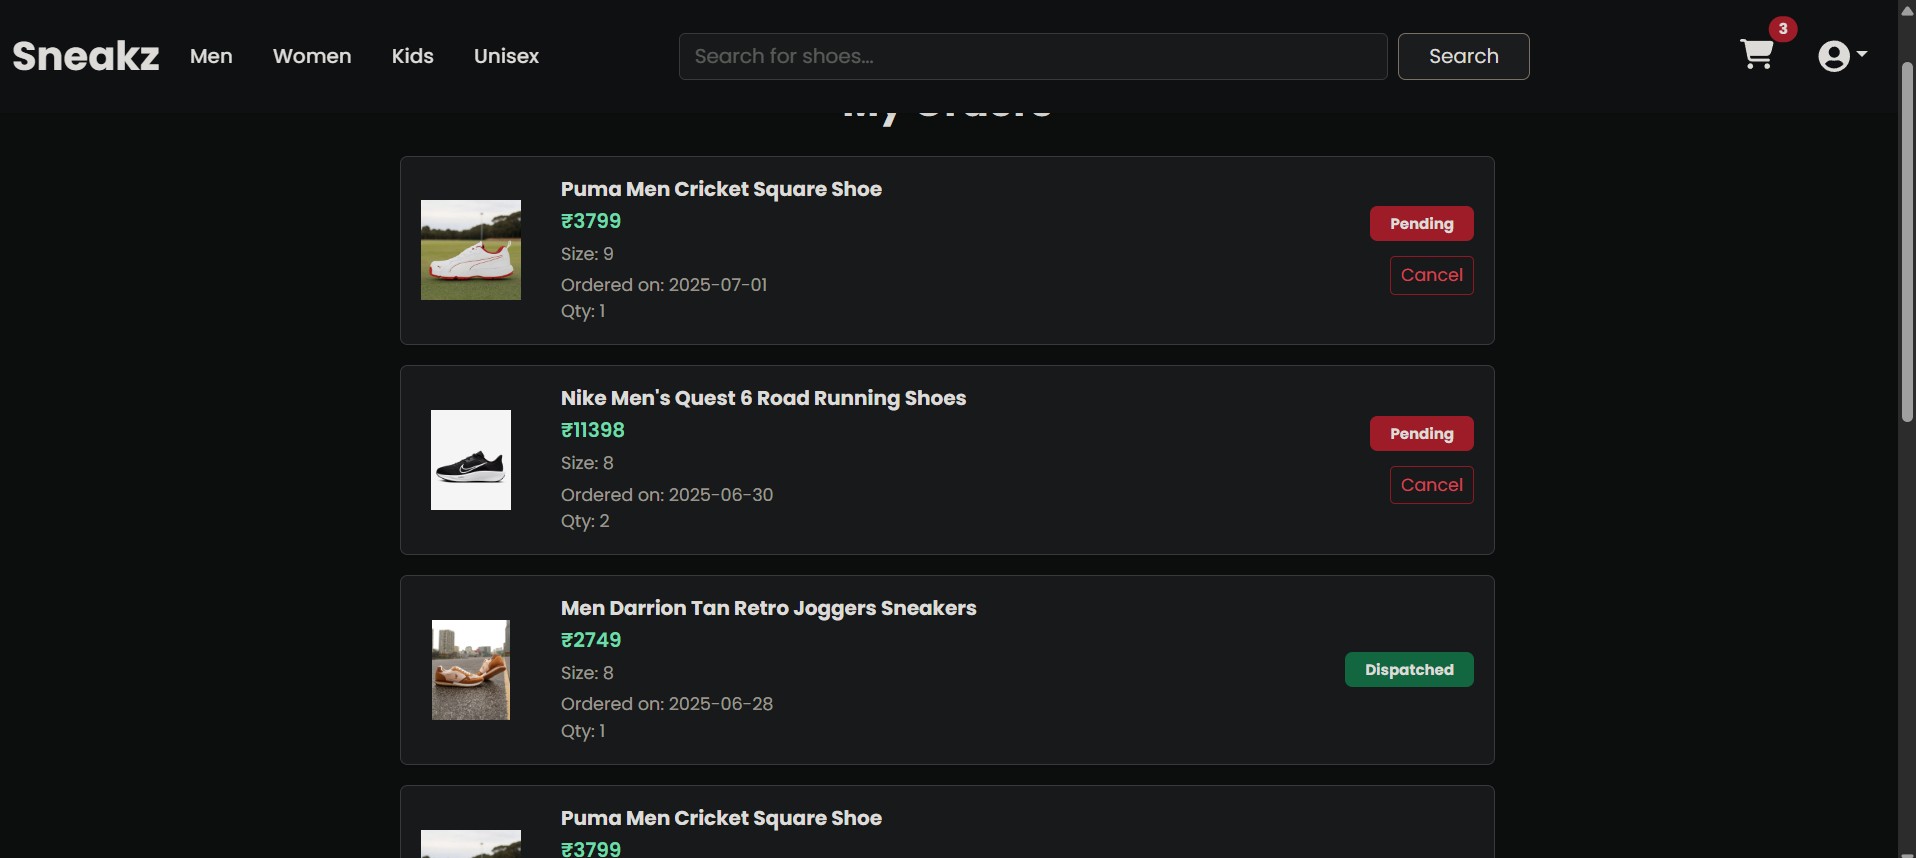 Sneakz Men Women Kids Unisex Search for shoes... Search 3
My Orders
Puma Men Cricket Square Shoe
₹3799
Size: 9
Ordered on: 2025-07-01
Qty: 1
Pending
Cancel
Nike Men's Quest 6 Road Running Shoes
₹11398
Size: 8
Ordered on: 2025-06-30
Qty: 2
Pending
Cancel
Men Darrion Tan Retro Joggers Sneakers
₹2749
Size: 8
Ordered on: 2025-06-28
Qty: 1
Dispatched
Puma Men Cricket Square Shoe
₹3799